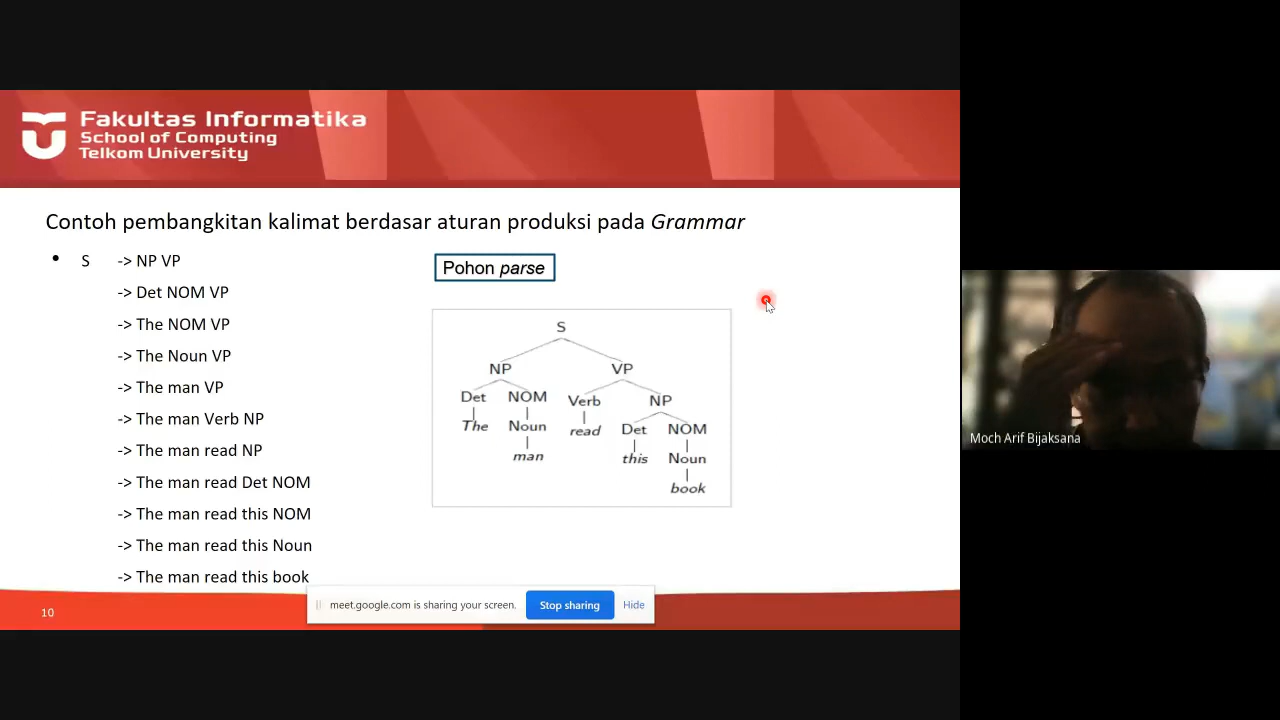 Fakultas Informatika
School of Computing
Telkom University
Contoh pembangkitan kalimat berdasar aturan produksi pada Grammar
• S -> NP VP
-> Det NOM VP
-> The NOM VP
-> The Noun VP
-> The man VP
-> The man Verb NP
-> The man read NP
-> The man read Det NOM
-> The man read this NOM
-> The man read this Noun
-> The man read this book
Pohon parse
S
NP VP
Det NOM Verb NP
The Noun read Det NOM
man this Noun
book
meet.google.com is sharing your screen. Stop sharing Hide
10
Moch Arif Bijaksana